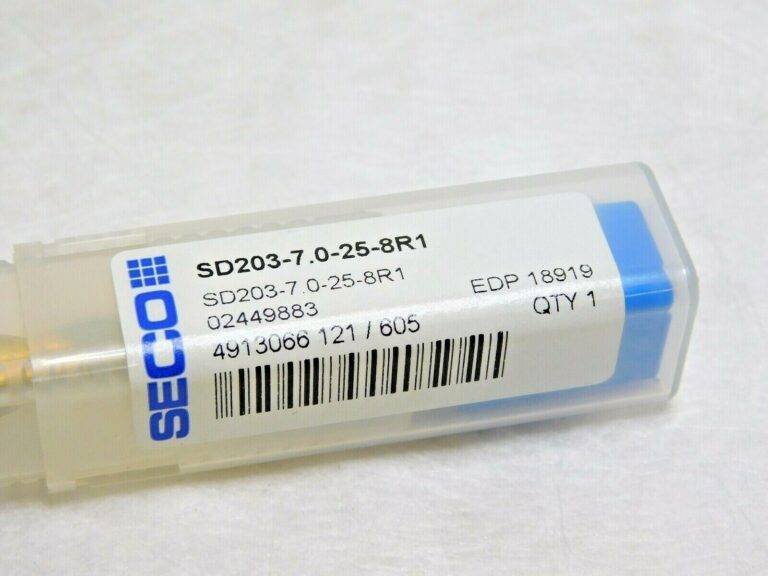 SECO
SD203-7.0-25-8R1
SD203-7.0-25-8R1
02449883
EDP 18919
4913066 121 / 605
QTY 1